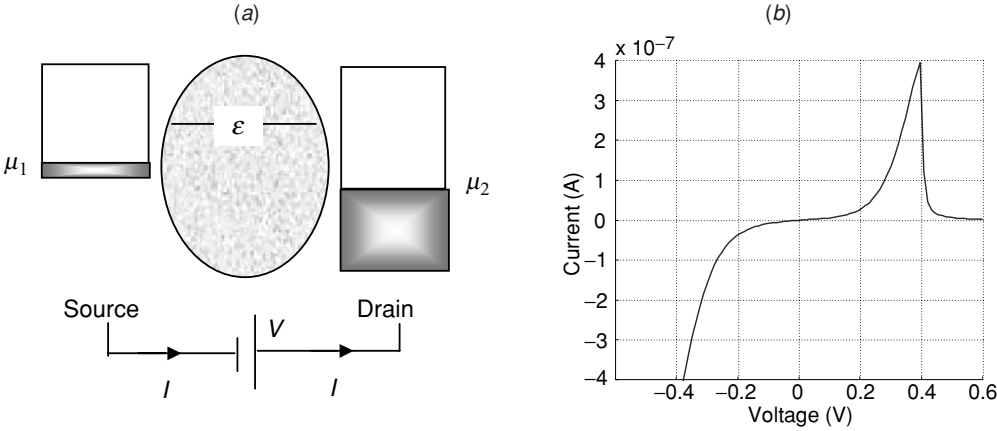 (a)
μ₁
ε
μ₂
Source
Drain
V
I
I
(b)
x 10⁻⁷
4
3
2
1
0
−1
−2
−3
−4
Current (A)
−0.4
−0.2
0
0.2
0.4
0.6
Voltage (V)